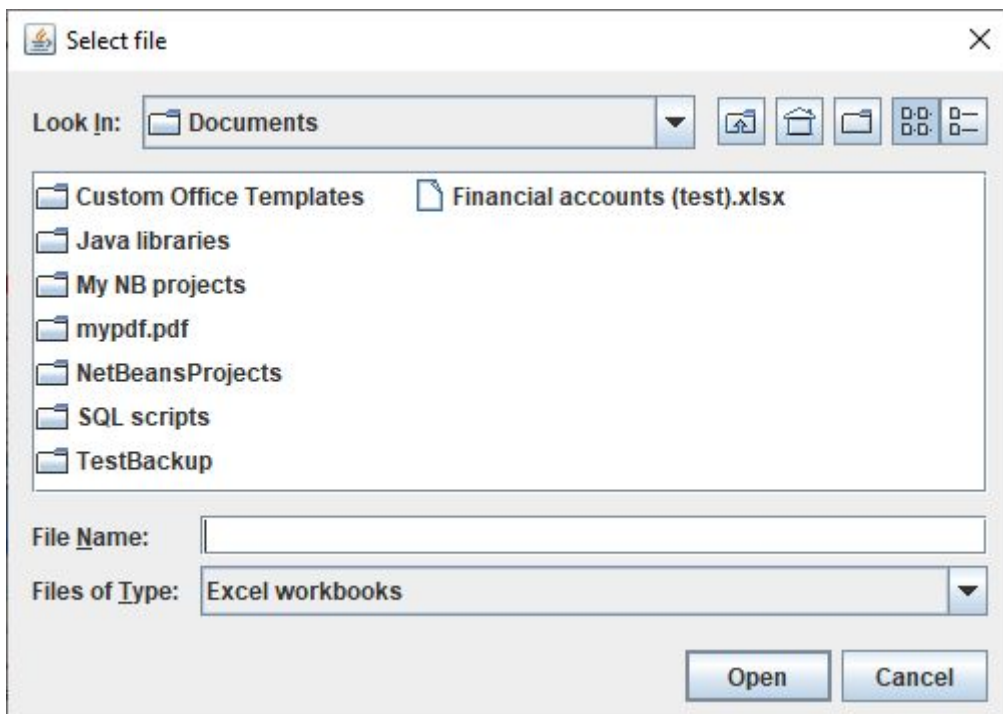 Select file
Look In: Documents
Custom Office Templates
Java libraries
My NB projects
mypdf.pdf
NetBeansProjects
SQL scripts
TestBackup
Financial accounts (test).xlsx
File Name:
Files of Type: Excel workbooks
Open Cancel